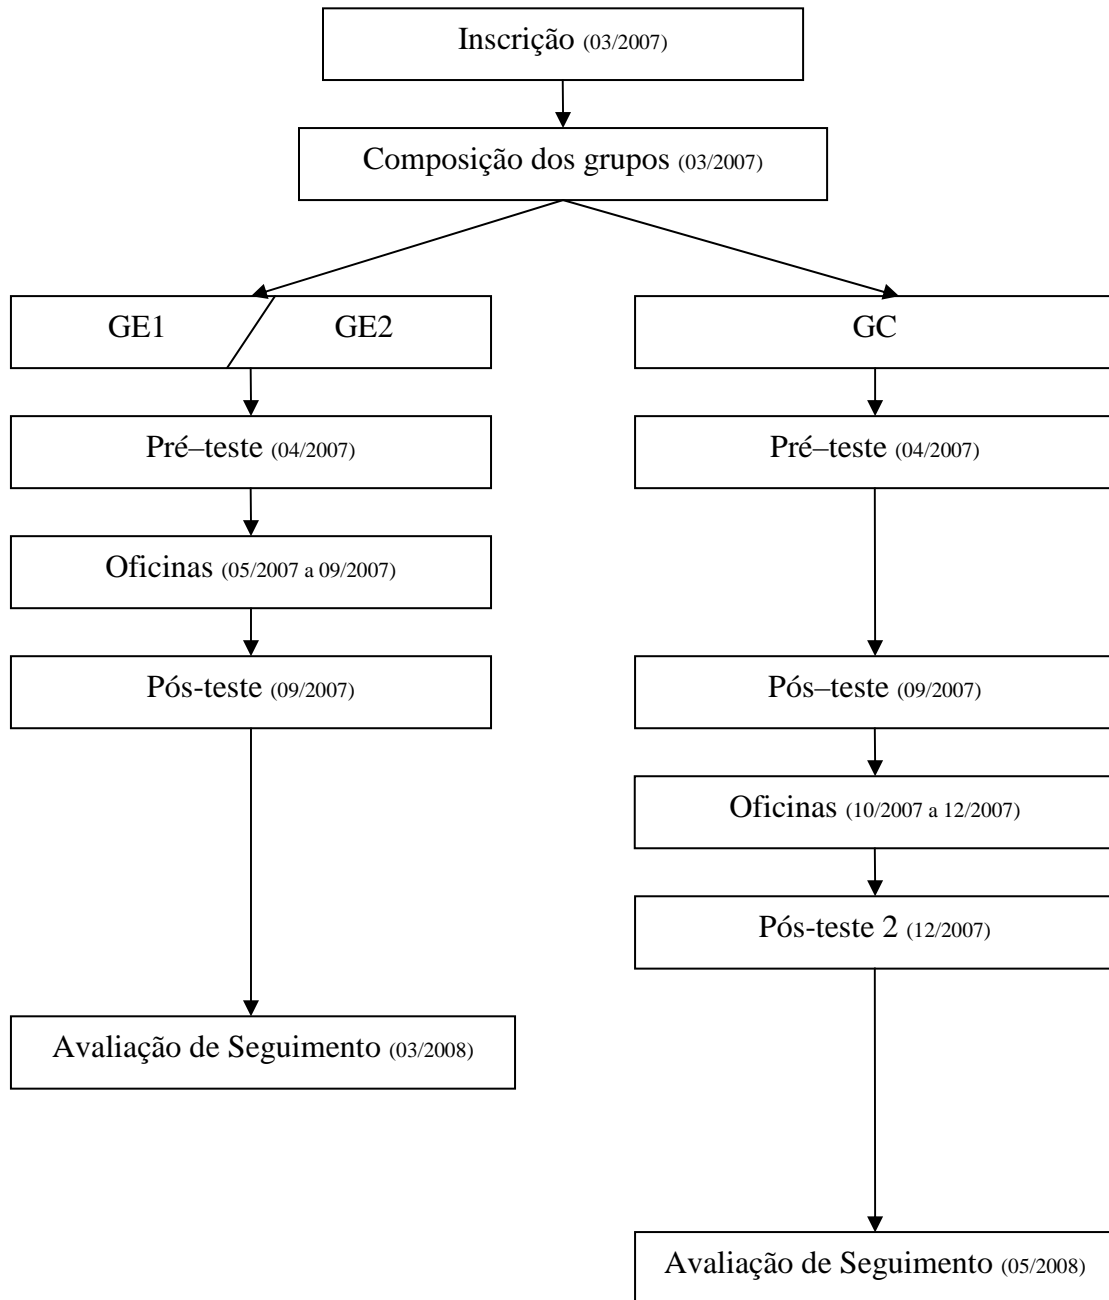 Inscrição (03/2007)
Composição dos grupos (03/2007)
GE1
GE2
GC
Pré–teste (04/2007)
Pré–teste (04/2007)
Oficinas (05/2007 a 09/2007)
Pós-teste (09/2007)
Pós–teste (09/2007)
Oficinas (10/2007 a 12/2007)
Pós-teste 2 (12/2007)
Avaliação de Seguimento (03/2008)
Avaliação de Seguimento (05/2008)